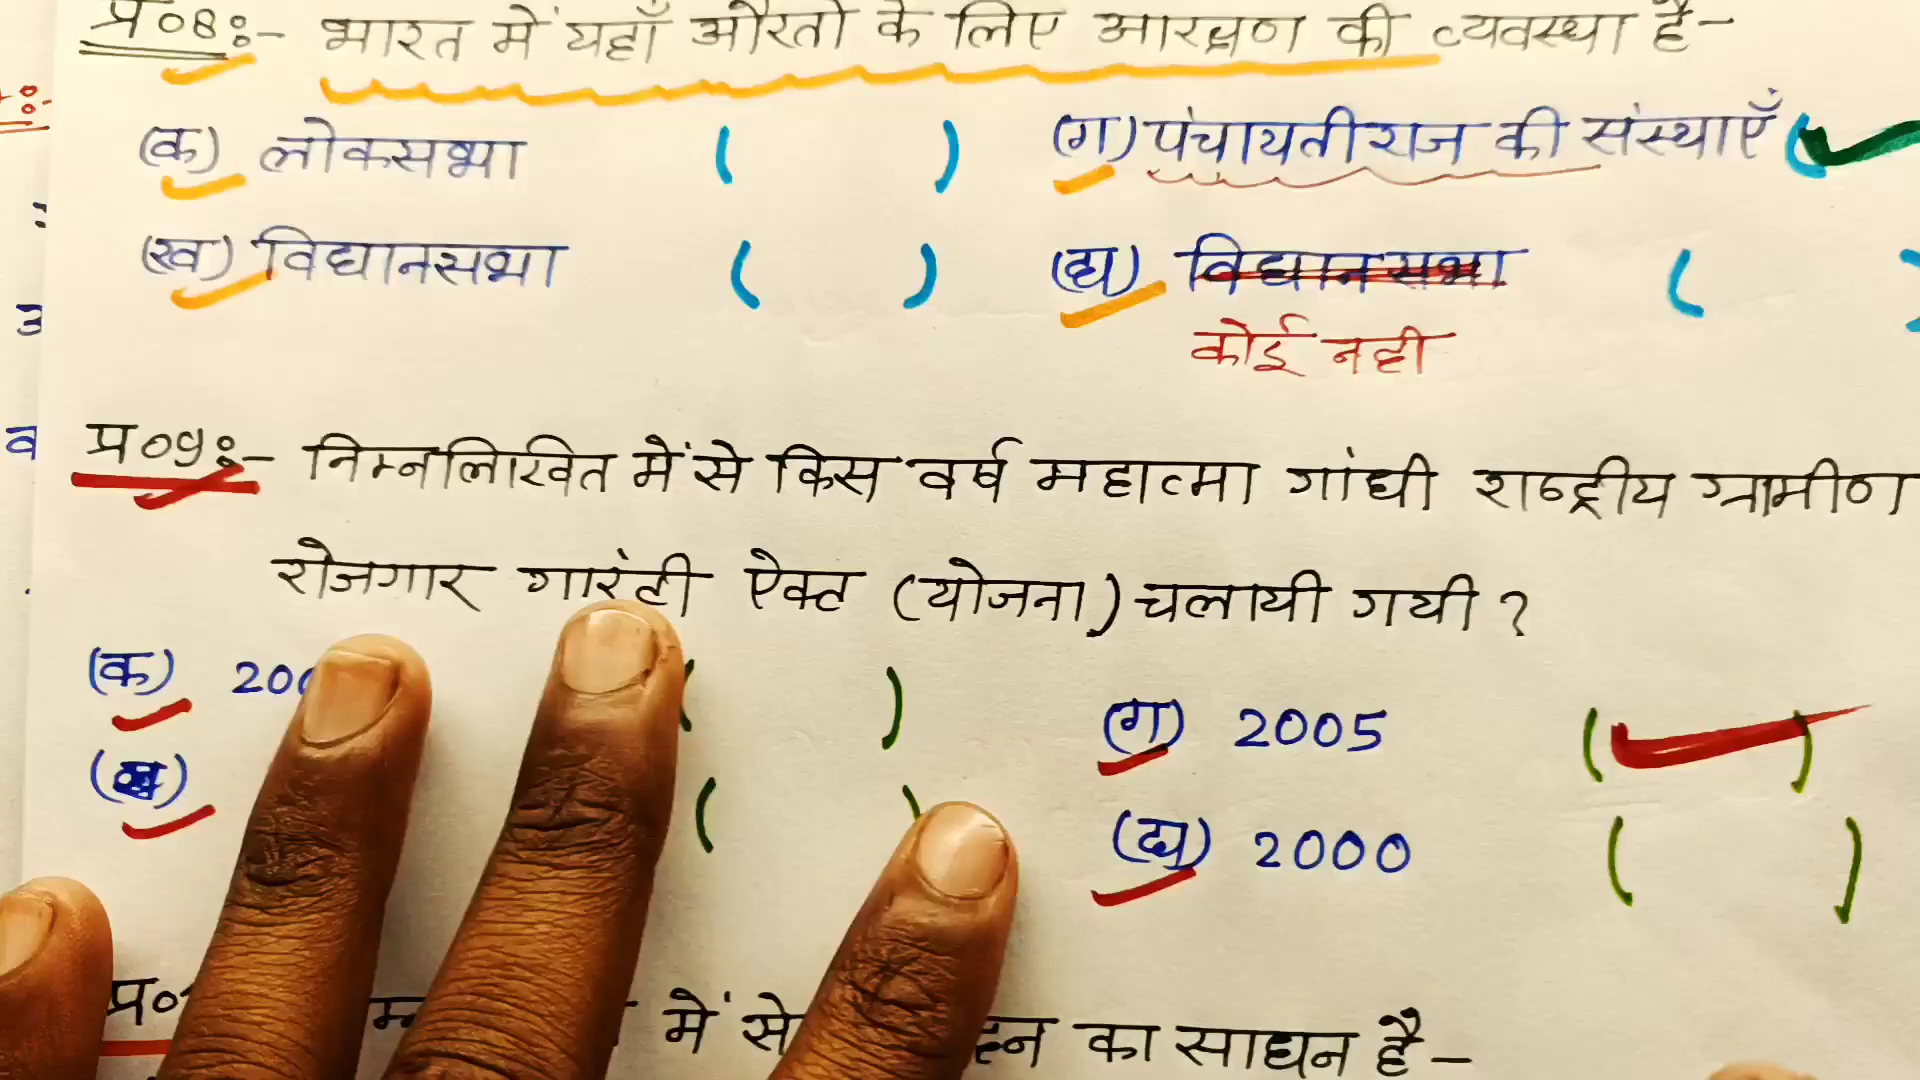 प्र०8ः- भारत में यहाँ औरतों के लिए आरक्षण की व्यवस्था है-
(क) लोकसभा ( ) (ग) पंचायती राज की संस्थाएँ (
(ख) विधानसभा ( ) (घ) विधानसभा (
कोई नही
प्र०9ः- निम्नलिखित में से किस वर्ष महात्मा गांधी राष्ट्रीय ग्रामीण
रोजगार गारंटी ऐक्ट (योजना) चलायी गयी ?
(क) ( ) (ग) 2005 ( )
( ) (घ) 2000 ( )
में से का साधन है-